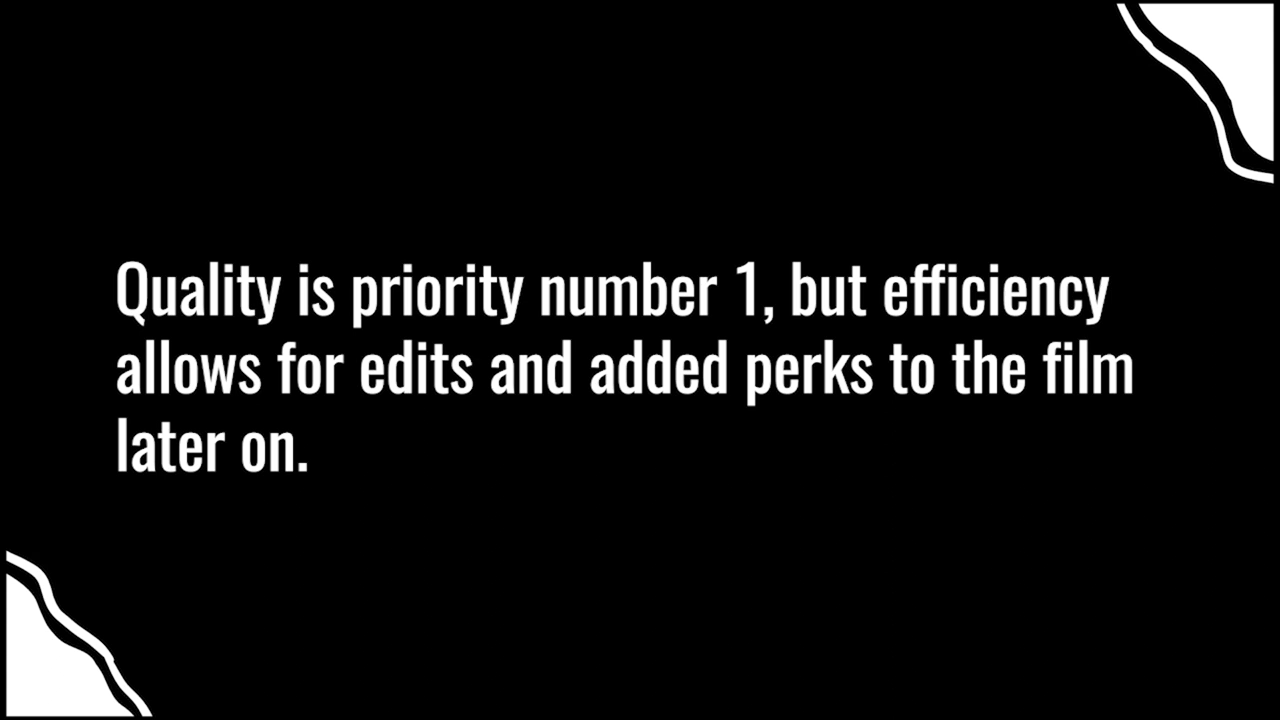 Quality is priority number 1, but efficiency
allows for edits and added perks to the film
later on.